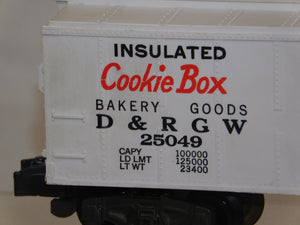 INSULATED
Cookie Box
BAKERY GOODS
D & R G W
25049
CAPY 100000
LD LMT 125000
LT WT 23400